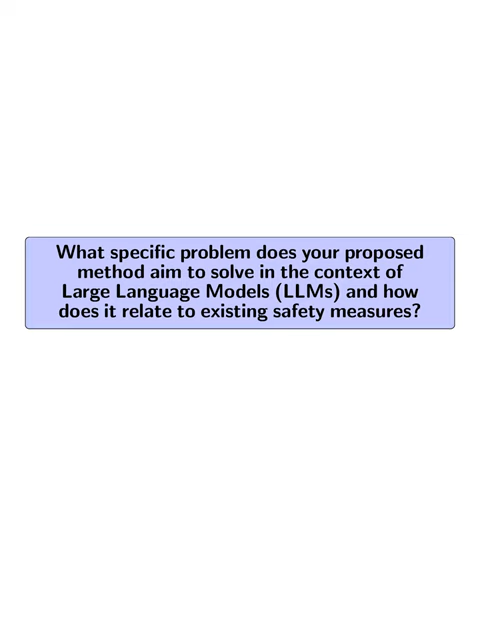 What specific problem does your proposed
method aim to solve in the context of
Large Language Models (LLMs) and how
does it relate to existing safety measures?